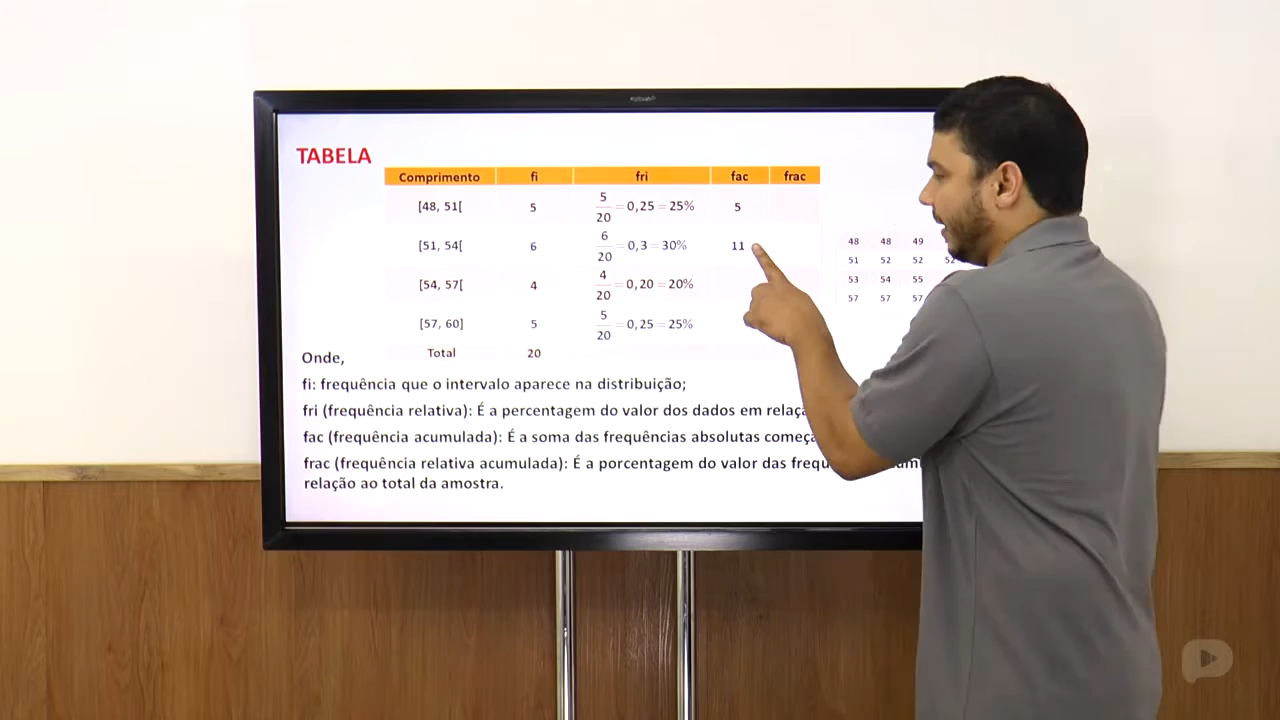 TABELA
Comprimento fi fri fac frac
[48, 51[ 5 5/20 = 0,25 = 25% 5
[51, 54[ 6 6/20 = 0,3 = 30% 11
[54, 57[ 4 4/20 = 0,20 = 20%
[57, 60] 5 5/20 = 0,25 = 25%
Total 20
48 48 49
51 52 52 52
53 54 55
57 57 57
Onde,
fi: frequência que o intervalo aparece na distribuição;
fri (frequência relativa): É a percentagem do valor dos dados em
fac (frequência acumulada): É a soma das frequências absolutas
frac (frequência relativa acumulada): É a porcentagem do valor das
relação ao total da amostra.